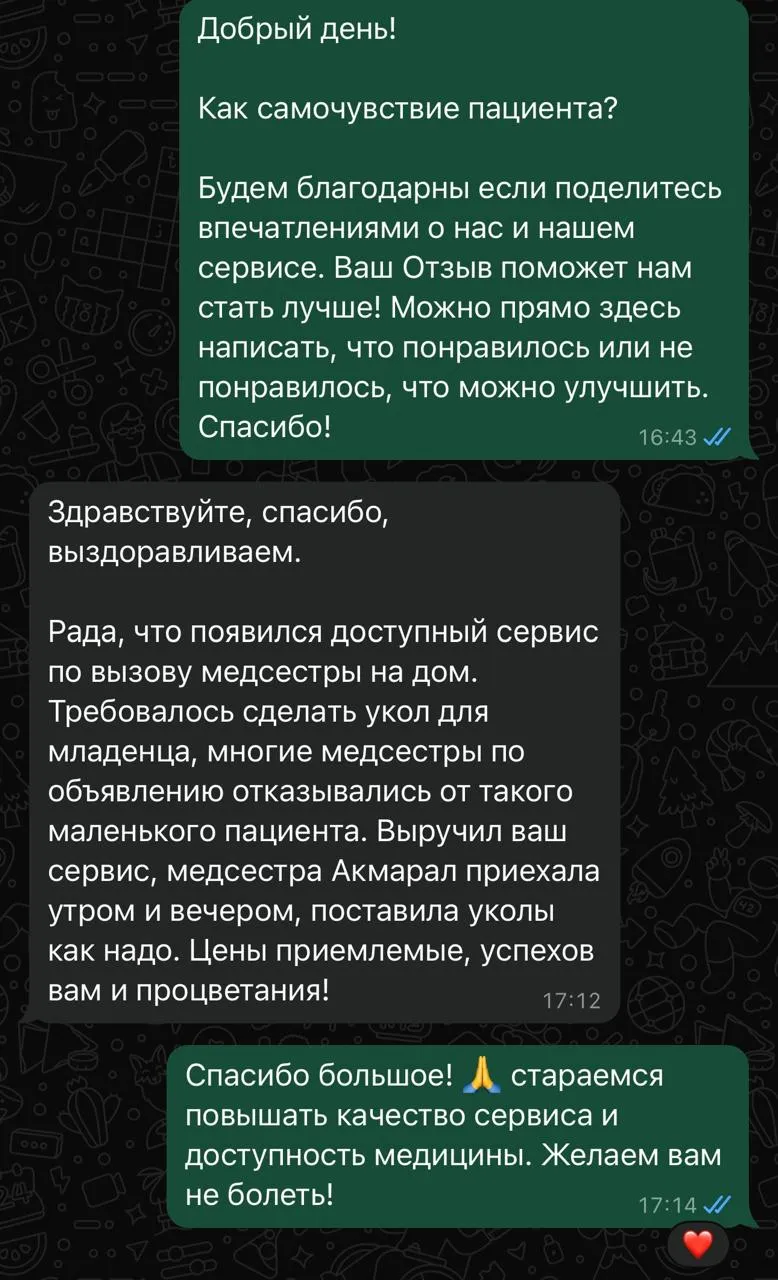 Добрый день!
Как самочувствие пациента?
Будем благодарны если поделитесь
впечатлениями о нас и нашем
сервисе. Ваш Отзыв поможет нам
стать лучше! Можно прямо здесь
написать, что понравилось или не
понравилось, что можно улучшить.
Спасибо!
16:43
Здравствуйте, спасибо,
выздоравливаем.
Рада, что появился доступный сервис
по вызову медсестры на дом.
Требовалось сделать укол для
младенца, многие медсестры по
объявлению отказывались от такого
маленького пациента. Выручил ваш
сервис, медсестра Акмарал приехала
утром и вечером, поставила уколы
как надо. Цены приемлемые, успехов
вам и процветания!
17:12
Спасибо большое! 🙏 стараемся
повышать качество сервиса и
доступность медицины. Желаем вам
не болеть!
17:14
❤️